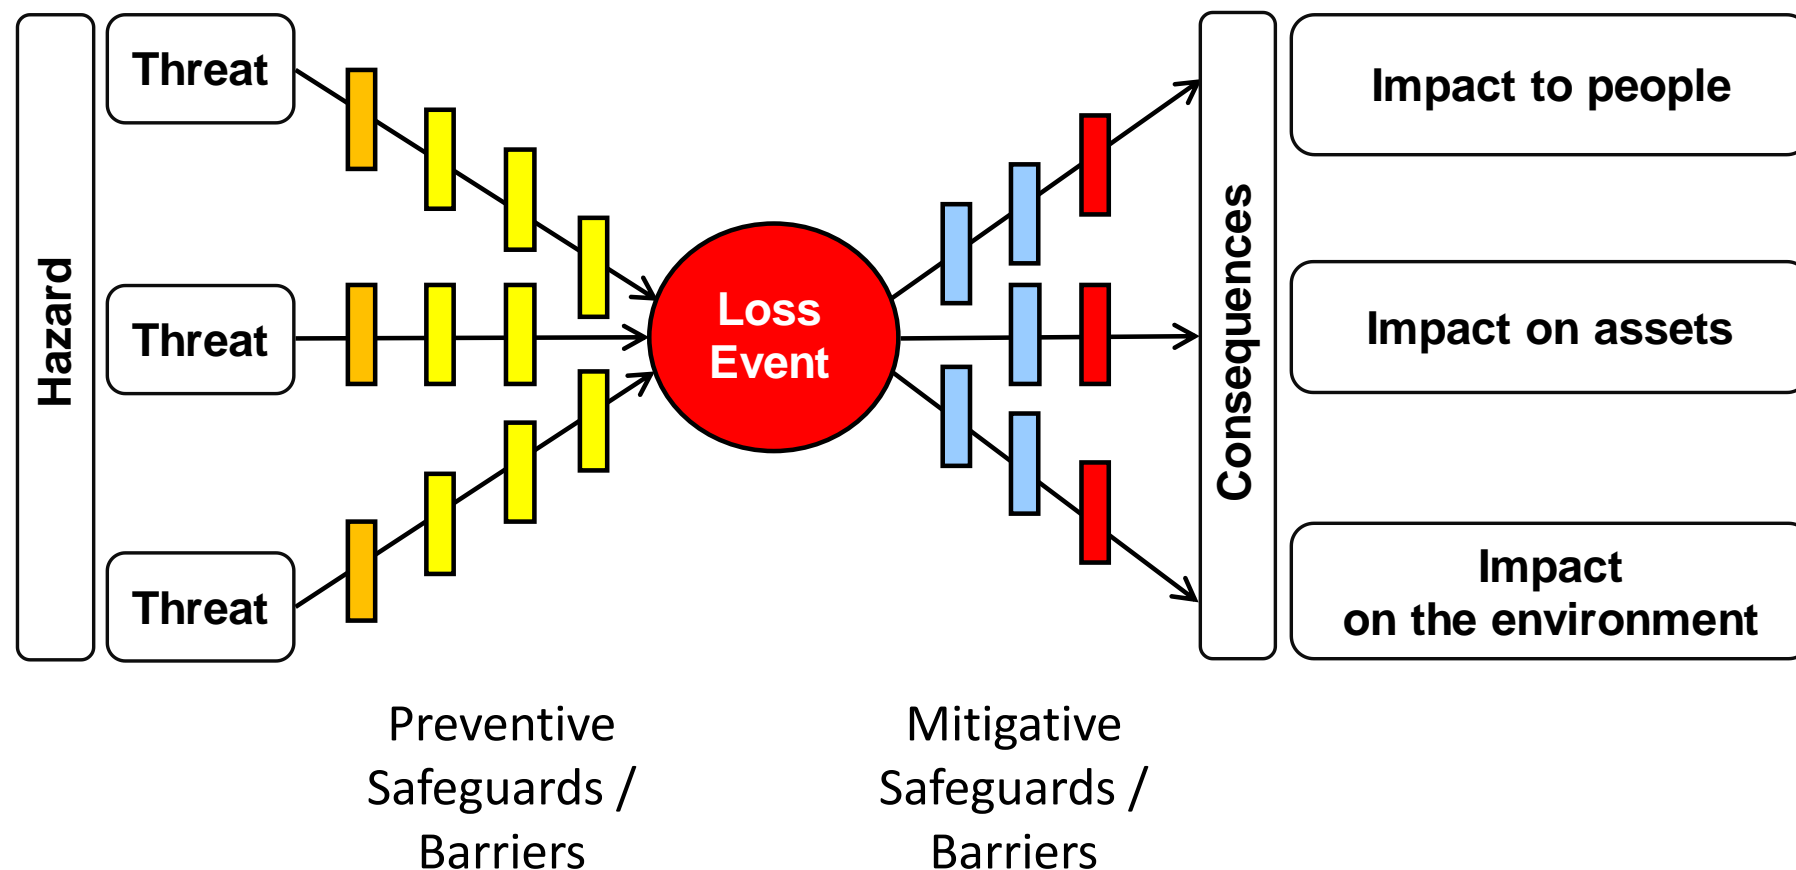 Hazard
Threat
Threat
Threat
Loss
Event
Consequences
Impact to people
Impact on assets
Impact
on the environment
Preventive
Safeguards /
Barriers
Mitigative
Safeguards /
Barriers